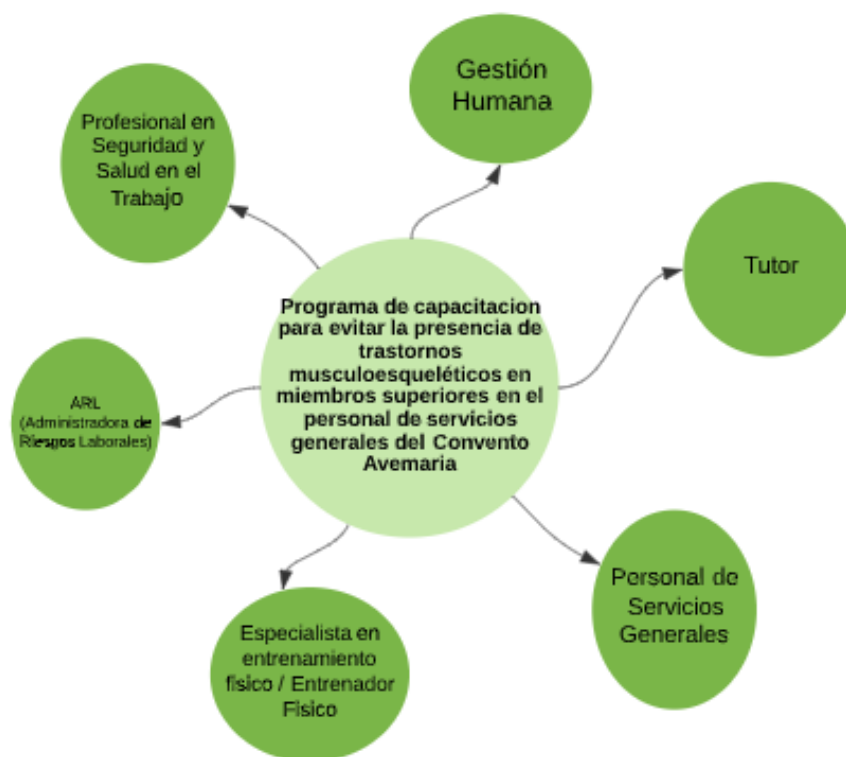 Gestión
Humana
Profesional en
Seguridad y
Salud en el
Trabajo
Tutor
Programa de capacitacion
para evitar la presencia de
trastornos
musculoesqueléticos en
miembros superiores en el
personal de servicios
generales del Convento
Avemaria
ARL
(Administradora de
Riesgos Laborales)
Personal de
Servicios
Generales
Especialista en
entrenamiento
fisico / Entrenador
Fisico